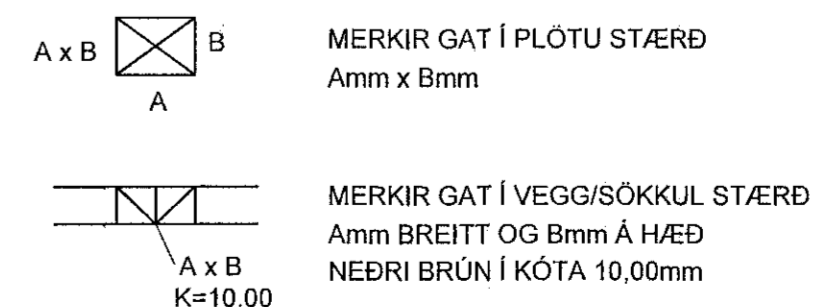 A x B
B
A
MERKIR GAT Í PLÖTU STÆRÐ
Amm x Bmm
A x B
K=10.00
MERKIR GAT Í VEGG/SÖKKUL STÆRÐ
Amm BREITT OG Bmm Á HÆÐ
NEÐRI BRÚN Í KÓTA 10,00mm